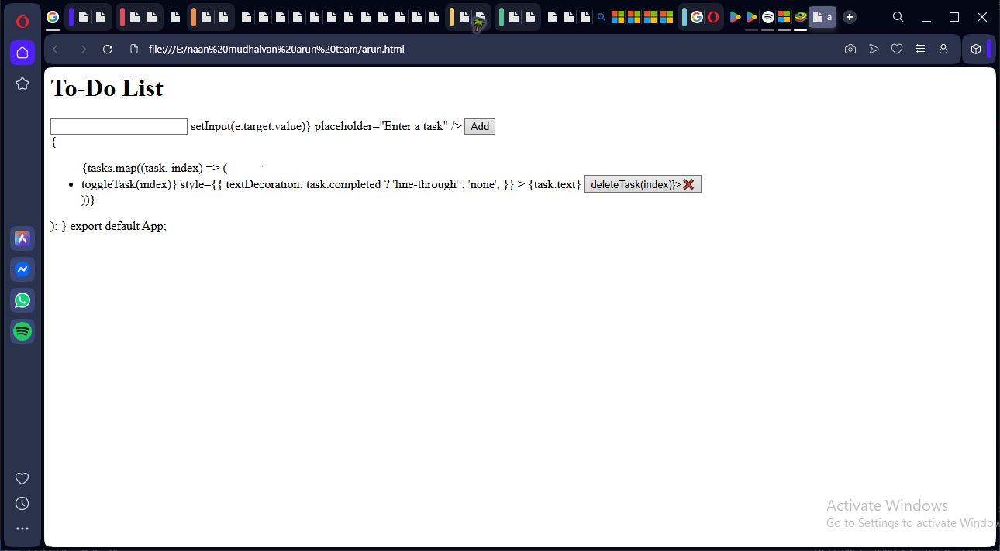 a
file:///E:/naan%20mudhalvan%20arun%20team/arun.html
To-Do List
setInput(e.target.value)} placeholder="Enter a task" /> Add
{
{tasks.map((task, index) => (
• toggleTask(index)} style={{ textDecoration: task.completed ? 'line-through' : 'none', }} > {task.text} deleteTask(index)}>❌
))}
); } export default App;
Activate Windows
Go to Settings to activate Window